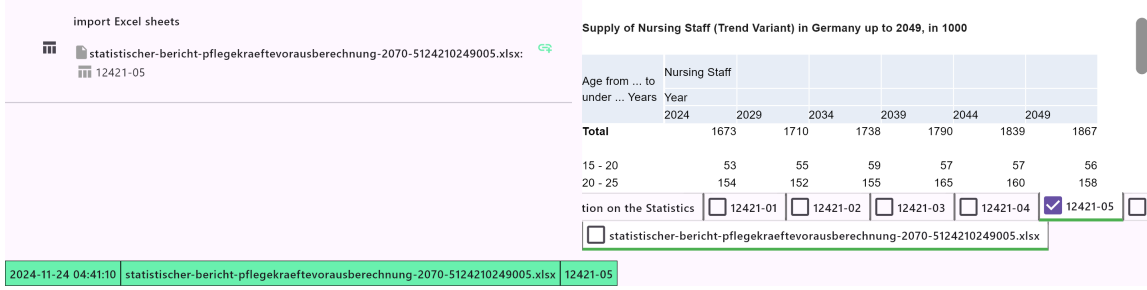 import Excel sheets
statistischer-bericht-pflegekraeftevorausberechnung-2070-5124210249005.xlsx:
12421-05
Supply of Nursing Staff (Trend Variant) in Germany up to 2049, in 1000
Age from ... to under ... Years
Nursing Staff
Year
2024 2029 2034 2039 2044 2049
Total 1673 1710 1738 1790 1839 1867
15 - 20 53 55 59 57 57 56
20 - 25 154 152 155 165 160 158
tion on the Statistics 12421-01 12421-02 12421-03 12421-04 12421-05
statistischer-bericht-pflegekraeftevorausberechnung-2070-5124210249005.xlsx
2024-11-24 04:41:10 statistischer-bericht-pflegekraeftevorausberechnung-2070-5124210249005.xlsx 12421-05